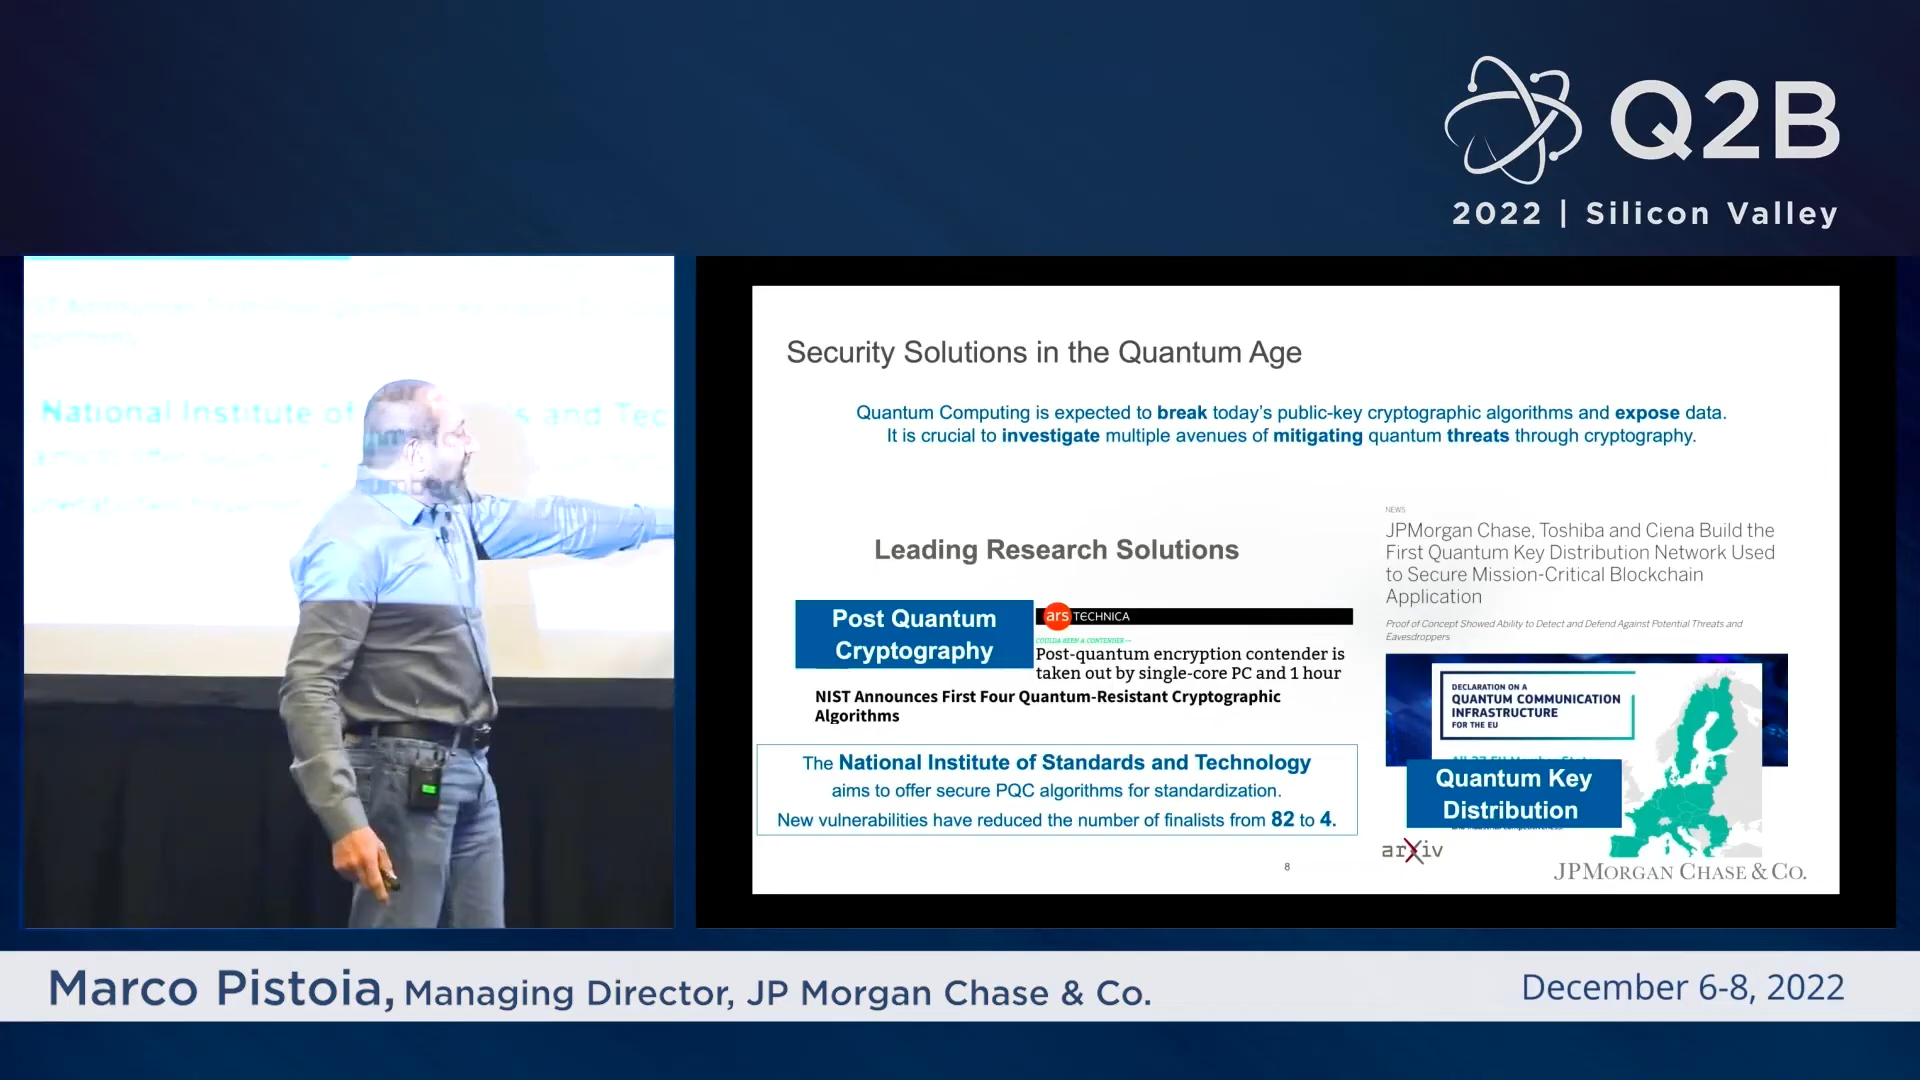 Q2B
2022 | Silicon Valley
National Institute of
s and Tec
umber
Security Solutions in the Quantum Age
Quantum Computing is expected to break today's public-key cryptographic algorithms and expose data.
It is crucial to investigate multiple avenues of mitigating quantum threats through cryptography.
Leading Research Solutions
Post Quantum
Cryptography
ars TECHNICA
COULDA BEEN A CONTENDER —
Post-quantum encryption contender is
taken out by single-core PC and 1 hour
NIST Announces First Four Quantum-Resistant Cryptographic
Algorithms
The National Institute of Standards and Technology
aims to offer secure PQC algorithms for standardization.
New vulnerabilities have reduced the number of finalists from 82 to 4.
NEWS
JPMorgan Chase, Toshiba and Ciena Build the
First Quantum Key Distribution Network Used
to Secure Mission-Critical Blockchain
Application
Proof of Concept Showed Ability to Detect and Defend Against Potential Threats and
Eavesdroppers
DECLARATION ON A
QUANTUM COMMUNICATION
INFRASTRUCTURE
FOR THE EU
Quantum Key
Distribution
arXiv
8
JPMORGAN CHASE & CO.
Marco Pistoia, Managing Director, JP Morgan Chase & Co.
December 6-8, 2022